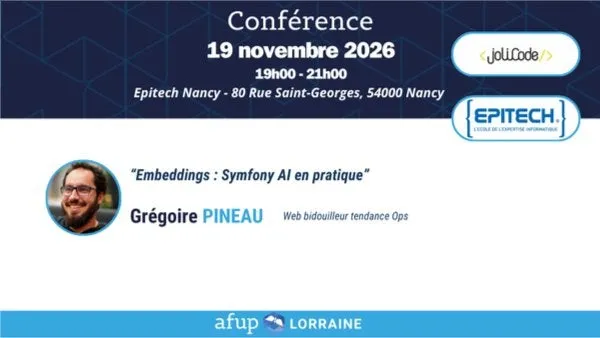 Conférence
19 novembre 2026
19h00 - 21h00
Epitech Nancy - 80 Rue Saint-Georges, 54000 Nancy
<joliCode/>
{EPITECH.}
L'ECOLE DE L'EXPERTISE INFORMATIQUE
“Embeddings : Symfony AI en pratique”
Grégoire PINEAU
Web bidouilleur tendance Ops
afup LORRAINE